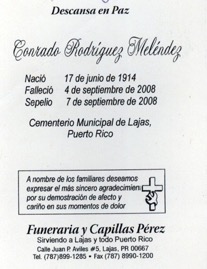 Descansa en Paz
Conrado Rodríguez Meléndez
Nació 17 de junio de 1914
Falleció 4 de septiembre de 2008
Sepelio 7 de septiembre de 2008
Cementerio Municipal de Lajas,
Puerto Rico
A nombre de los familiares deseamos
expresar el más sincero agradecimiento
por su demostración de afecto y
cariño en sus momentos de dolor
Funeraria y Capillas Pérez
Sirviendo a Lajas y todo Puerto Rico
Calle Juan P. Aviles #5, Lajas, PR 00667
Tel. (787)899-1285 • Fax (787) 8990-1200